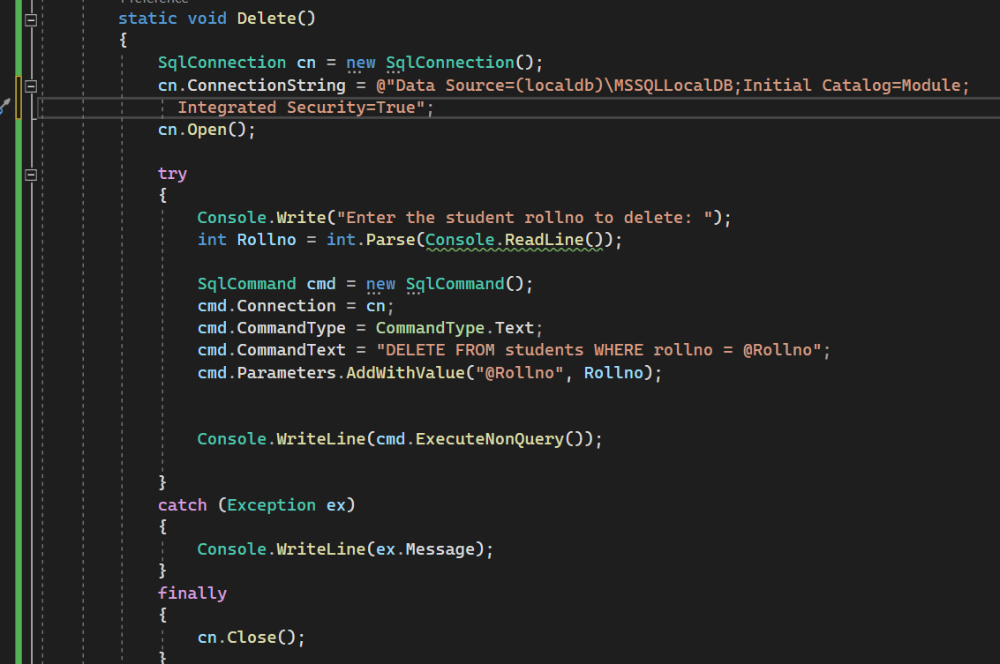 reference
static void Delete()
{
SqlConnection cn = new SqlConnection();
cn.ConnectionString = @"Data Source=(localdb)\MSSQLLocalDB;Initial Catalog=Module;
Integrated Security=True";
cn.Open();
try
{
Console.Write("Enter the student rollno to delete: ");
int Rollno = int.Parse(Console.ReadLine());
SqlCommand cmd = new SqlCommand();
cmd.Connection = cn;
cmd.CommandType = CommandType.Text;
cmd.CommandText = "DELETE FROM students WHERE rollno = @Rollno";
cmd.Parameters.AddWithValue("@Rollno", Rollno);
Console.WriteLine(cmd.ExecuteNonQuery());
}
catch (Exception ex)
{
Console.WriteLine(ex.Message);
}
finally
{
cn.Close();
}